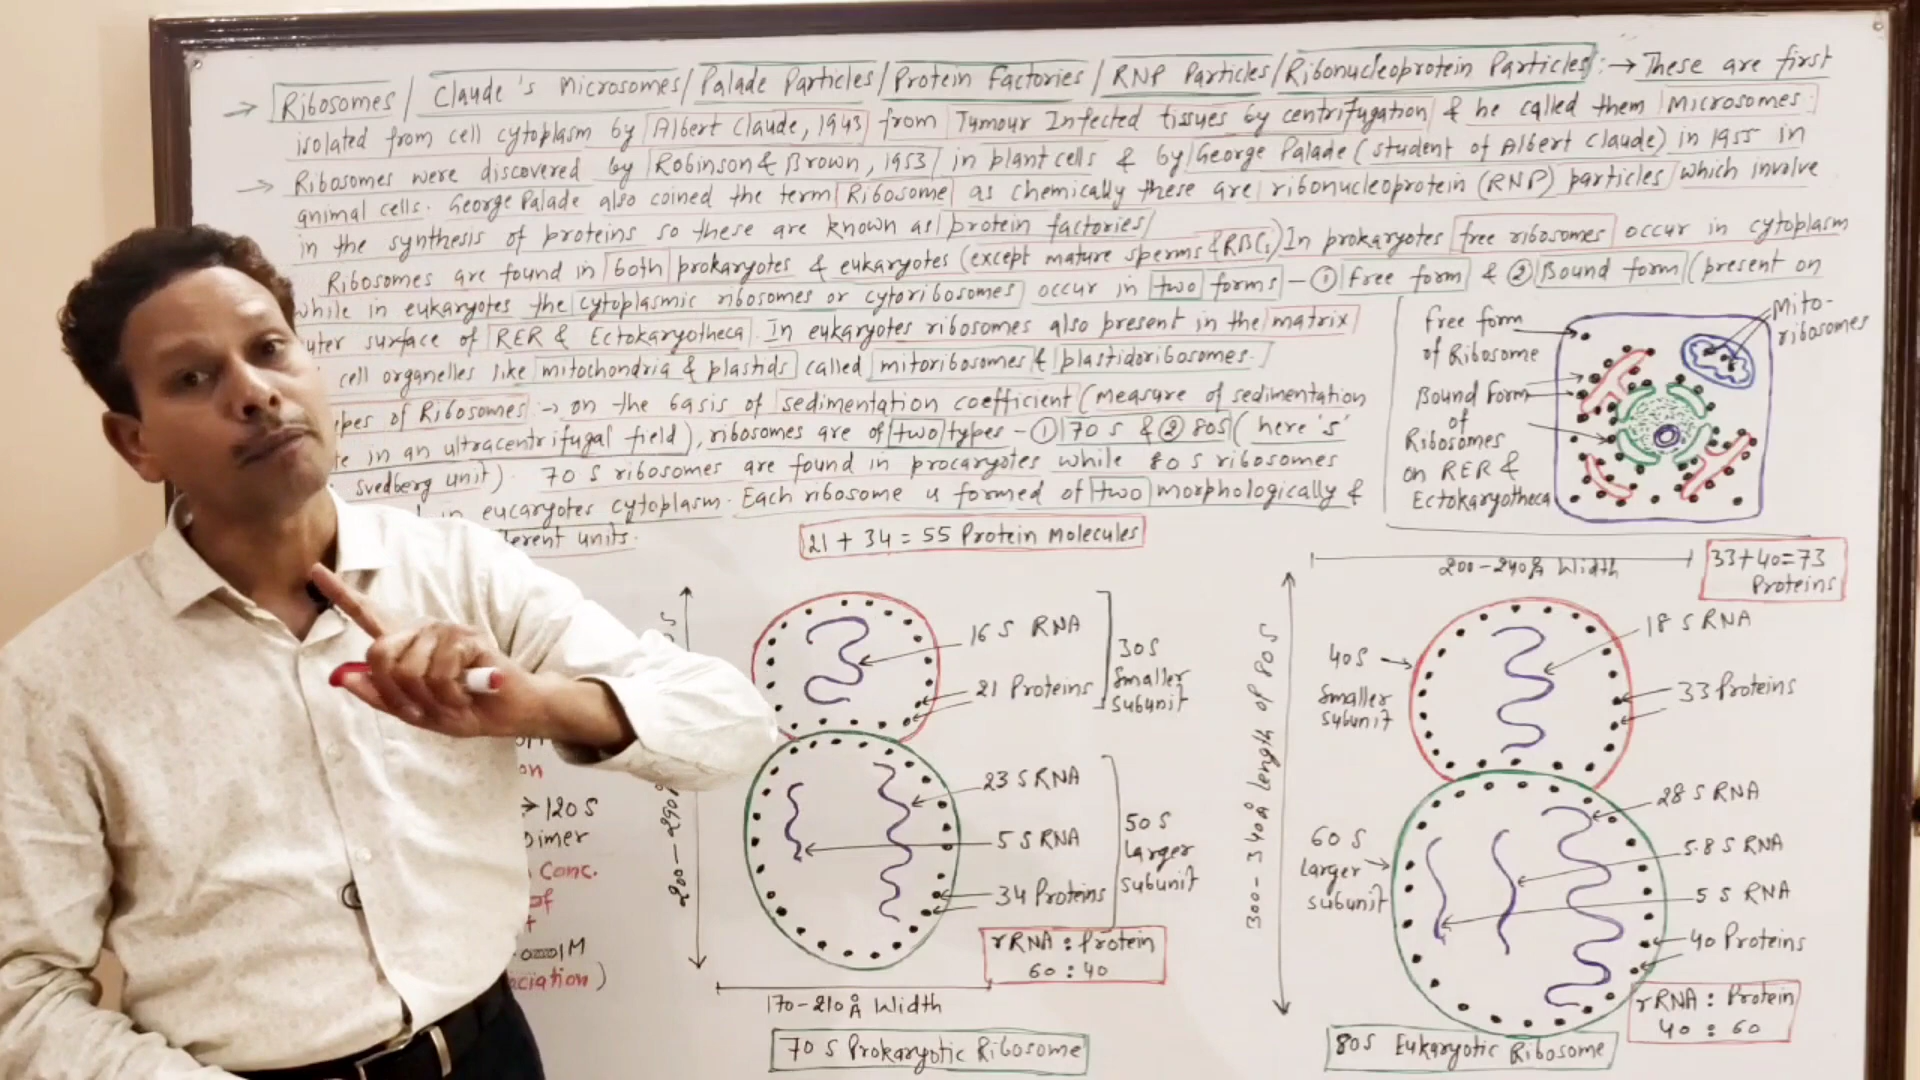 → Ribosomes / Claude's Microsomes / Palade Particles / Protein Factories / RNP Particles / Ribonucleoprotein Particles :→ These are first
isolated from cell cytoplasm by Albert Claude, 1943 from Tumour Infected tissues by centrifugation & he called them Microsomes.
→ Ribosomes were discovered by Robinson & Brown, 1953 in plant cells & by George Palade (student of Albert Claude) in 1955 in
animal cells. George Palade also coined the term Ribosome as chemically these are ribonucleoprotein (RNP) particles which involve
in the synthesis of proteins so these are known as protein factories
Ribosomes are found in both prokaryotes & eukaryotes (except mature sperms & RBCs) In prokaryotes free ribosomes occur in cytoplasm
while in eukaryotes the cytoplasmic ribosomes or cytoribosomes occur in two forms - ① Free form & ② Bound form (present on
uter surface of RER & Ectokaryotheca. In eukaryotes ribosomes also present in the matrix
cell organelles like mitochondria & plastids called mitoribosomes & plastidoribosomes.
pes of Ribosomes → on the basis of sedimentation coefficient (measure of sedimentation
te in an ultracentrifugal field), ribosomes are of two types - ① 70 S & ② 80S (here 'S'
Svedberg unit). 70 S ribosomes are found in procaryotes while 80 S ribosomes
in eucaryotes cytoplasm. Each ribosome is formed of two morphologically &
erent units.
Free form of Ribosome
Bound Form of Ribosomes on RER & Ectokaryotheca
Mito-ribosomes
21 + 34 = 55 Protein Molecules
16 S RNA
21 Proteins
30S Smaller subunit
23 S RNA
5 S RNA
34 Proteins
50 S Larger subunit
rRNA : Protein
60 : 40
200-290
170-210 Å Width
70 S Prokaryotic Ribosome
on
→ 120 S
Dimer
Conc.
of
ciation)
200-240 Å Width
33+40=73
Proteins
300-340 Å length of 80S
40S Smaller subunit
18 S RNA
33 Proteins
60 S Larger subunit
28 S RNA
5.8 S RNA
5 S RNA
40 Proteins
rRNA : Protein
40 : 60
80S Eukaryotic Ribosome